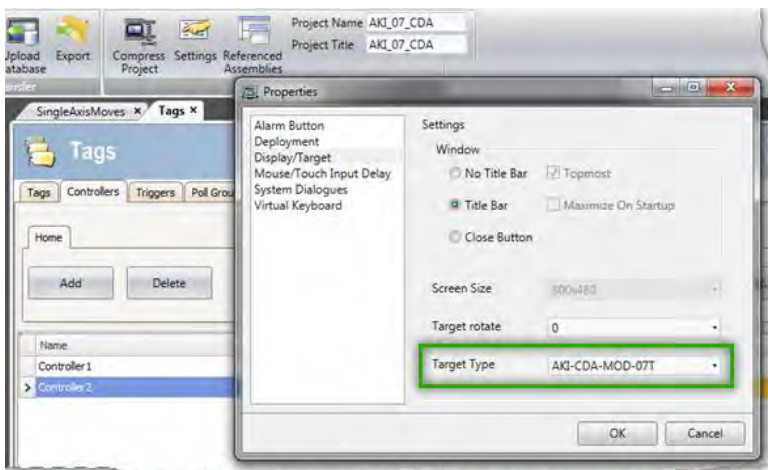 Project Name AKI_07_CDA
Project Title AKI_07_CDA
Upload Database
Export
Compress Project
Settings
Referenced Assemblies
SingleAxisMoves × Tags ×
Tags
Tags Controllers Triggers Poll Grou
Home
Add Delete
Name
Controller1
Controller2
Properties
Alarm Button
Deployment
Display/Target
Mouse/Touch Input Delay
System Dialogues
Virtual Keyboard
Settings
Window
No Title Bar Topmost
Title Bar Maximize On Startup
Close Button
Screen Size 800x480
Target rotate 0
Target Type AKI-CDA-MOD-07T
OK Cancel